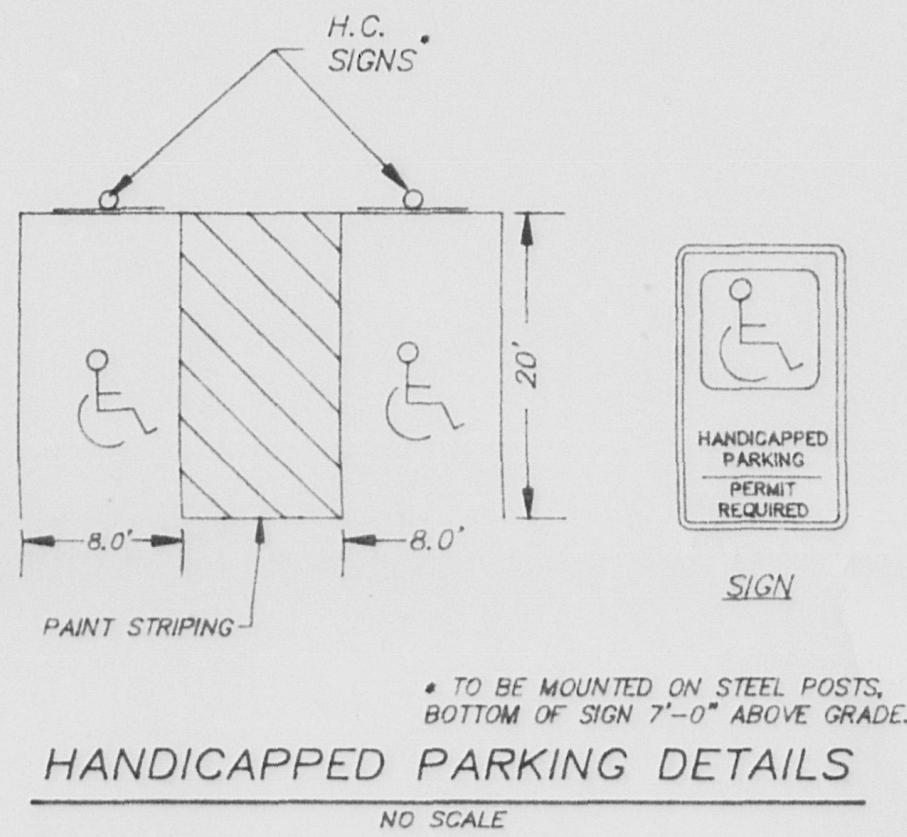 H.C.
SIGNS*
20'
8.0'
8.0'
PAINT STRIPING
HANDICAPPED
PARKING
PERMIT
REQUIRED
SIGN
* TO BE MOUNTED ON STEEL POSTS,
BOTTOM OF SIGN 7'-0" ABOVE GRADE.
HANDICAPPED PARKING DETAILS
NO SCALE